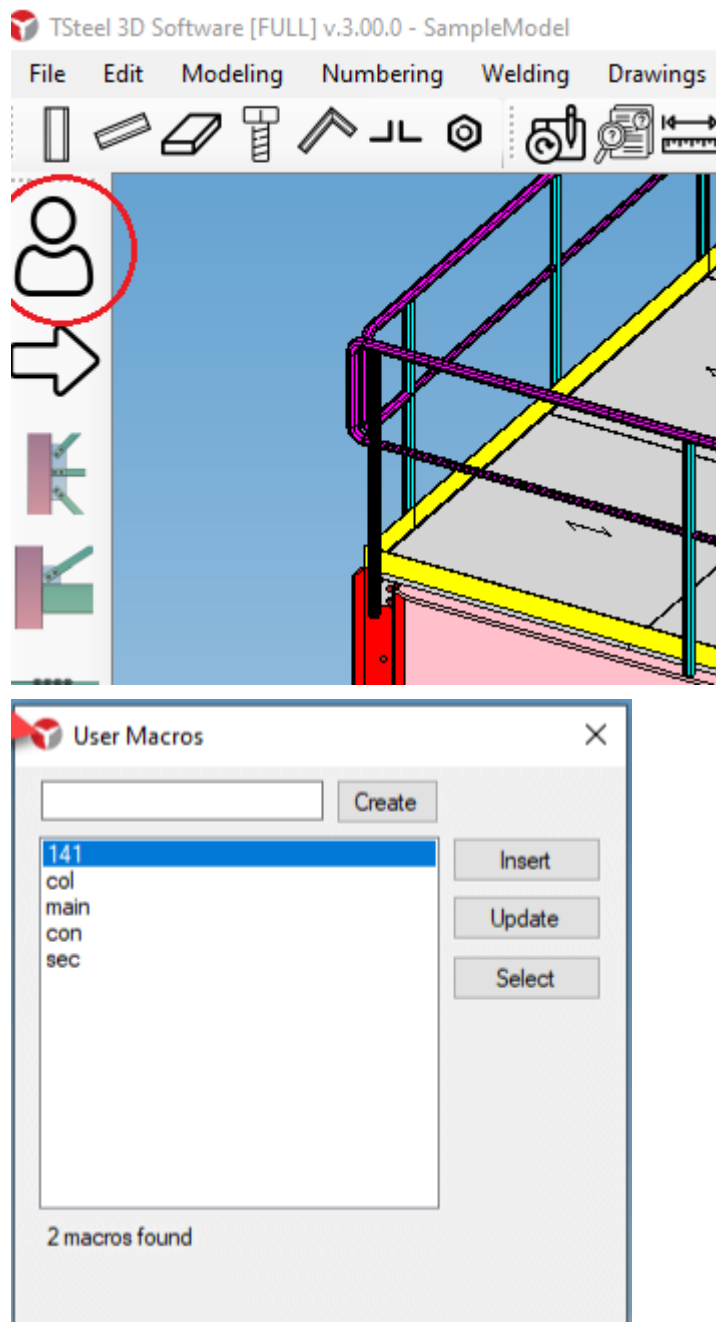 TSteel 3D Software [FULL] v.3.00.0 - SampleModel
File Edit Modeling Numbering Welding Drawings
User Macros
Create
141
col
main
con
sec
Insert
Update
Select
2 macros found